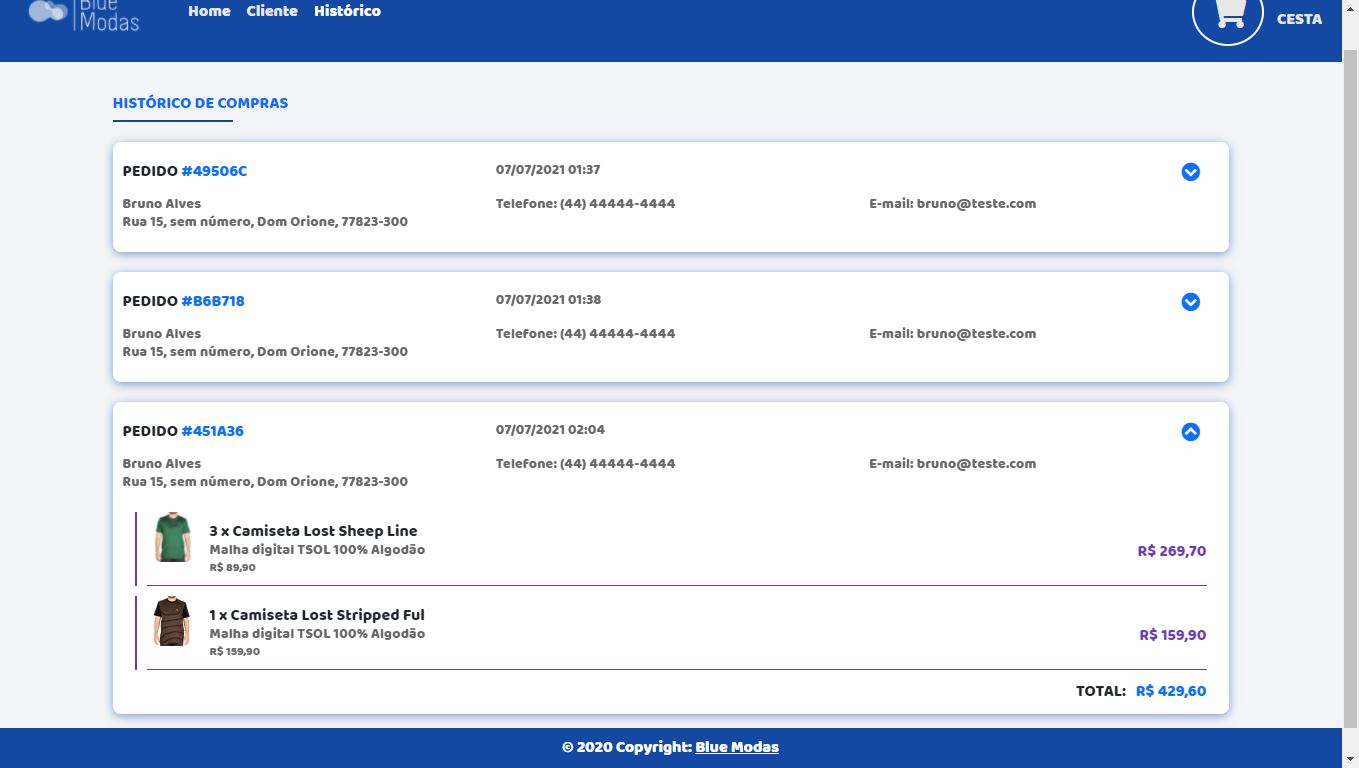 Blue
Modas
Home Cliente Histórico
CESTA
HISTÓRICO DE COMPRAS
PEDIDO #49506C 07/07/2021 01:37
Bruno Alves Telefone: (44) 44444-4444 E-mail: bruno@teste.com
Rua 15, sem número, Dom Orione, 77823-300
PEDIDO #B6B718 07/07/2021 01:38
Bruno Alves Telefone: (44) 44444-4444 E-mail: bruno@teste.com
Rua 15, sem número, Dom Orione, 77823-300
PEDIDO #451A36 07/07/2021 02:04
Bruno Alves Telefone: (44) 44444-4444 E-mail: bruno@teste.com
Rua 15, sem número, Dom Orione, 77823-300
3 x Camiseta Lost Sheep Line
Malha digital TSOL 100% Algodão R$ 269,70
R$ 89,90
1 x Camiseta Lost Stripped Ful
Malha digital TSOL 100% Algodão R$ 159,90
R$ 159,90
TOTAL: R$ 429,60
© 2020 Copyright: Blue Modas